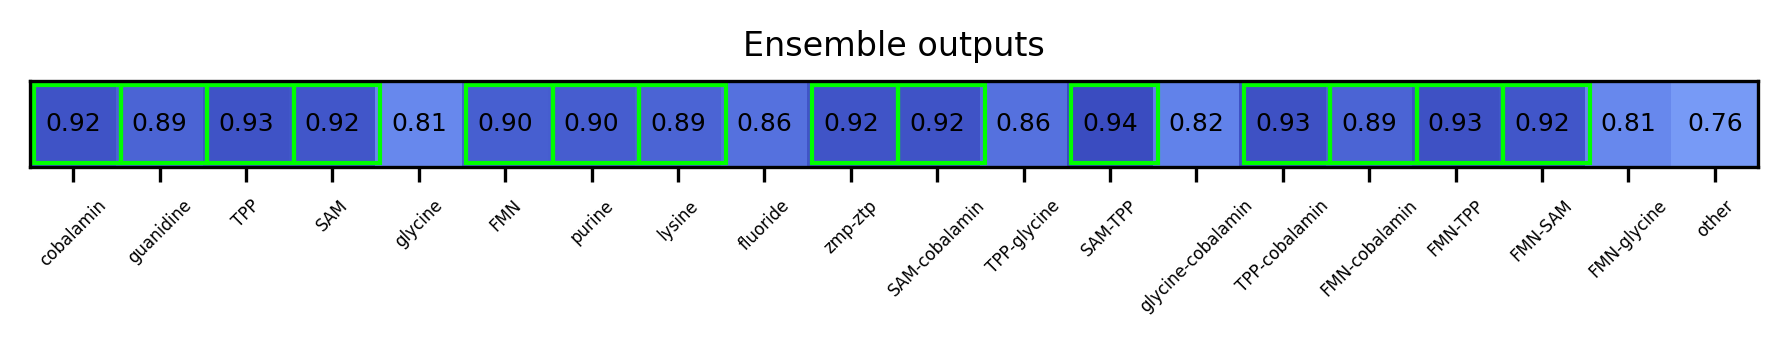 Ensemble outputs
0.92 0.89 0.93 0.92 0.81 0.90 0.90 0.89 0.86 0.92 0.92 0.86 0.94 0.82 0.93 0.89 0.93 0.92 0.81 0.76
cobalamin guanidine TPP SAM glycine FMN purine lysine fluoride zmp-ztp SAM-cobalamin TPP-glycine SAM-TPP glycine-cobalamin TPP-cobalamin FMN-cobalamin FMN-TPP FMN-SAM FMN-glycine other